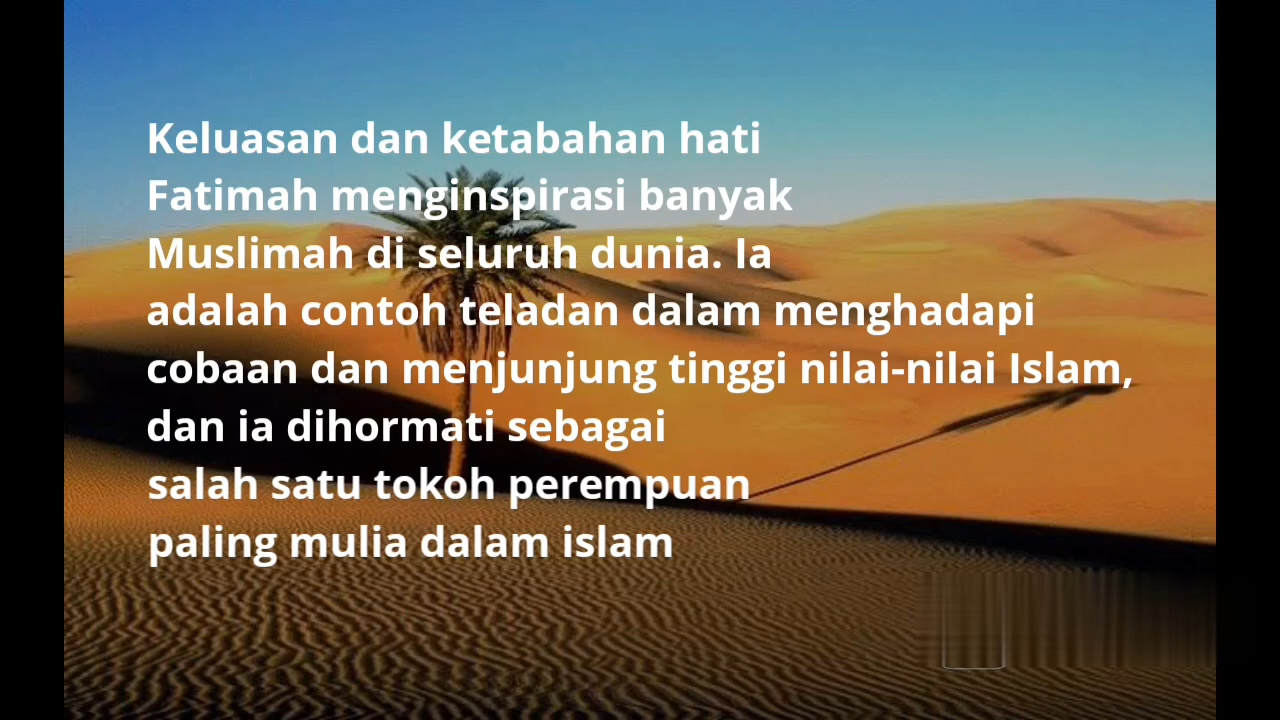 Keluasan dan ketabahan hati
Fatimah menginspirasi banyak
Muslimah di seluruh dunia. Ia
adalah contoh teladan dalam menghadapi
cobaan dan menjunjung tinggi nilai-nilai Islam,
dan ia dihormati sebagai
salah satu tokoh perempuan
paling mulia dalam islam